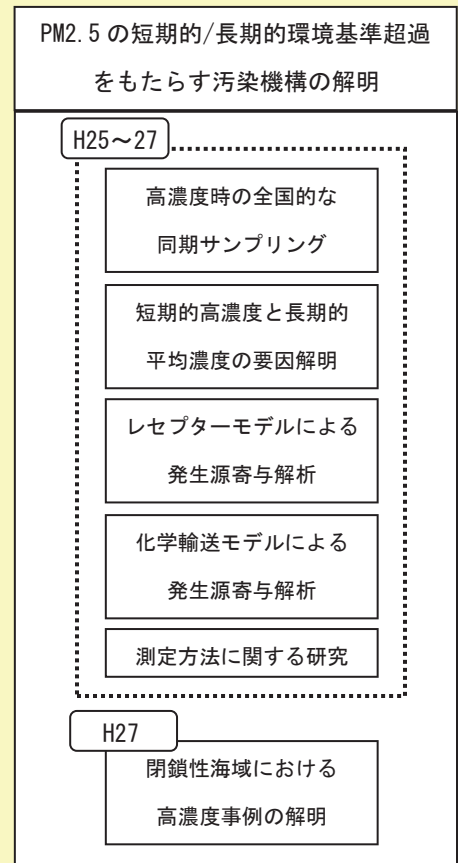 PM2.5の短期的/長期的環境基準超過
をもたらす汚染機構の解明
H25～27
高濃度時の全国的な
同期サンプリング
短期的高濃度と長期的
平均濃度の要因解明
レセプターモデルによる
発生源寄与解析
化学輸送モデルによる
発生源寄与解析
測定方法に関する研究
H27
閉鎖性海域における
高濃度事例の解明